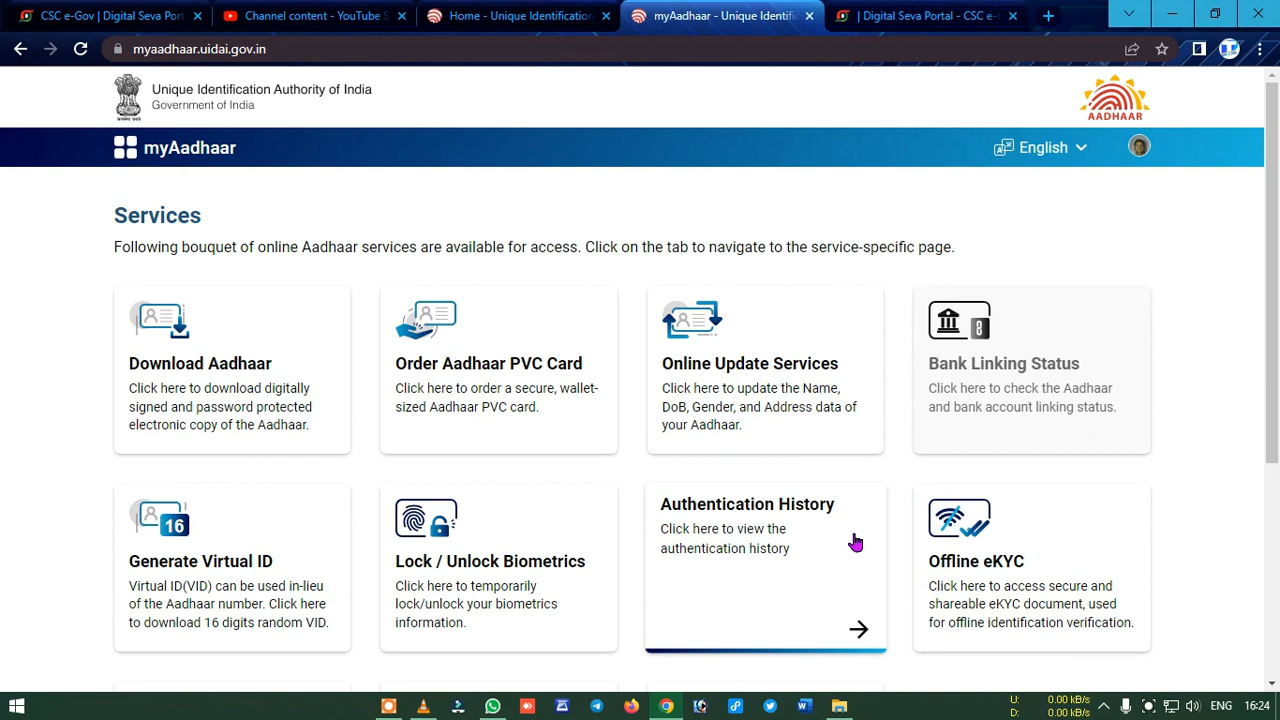 CSC e-Gov | Digital Seva Port
Channel content - YouTube S
Home - Unique Identification
myAadhaar - Unique Identifi
| Digital Seva Portal - CSC e-G
myaadhaar.uidai.gov.in
Unique Identification Authority of India
Government of India
AADHAAR
myAadhaar
English
Services
Following bouquet of online Aadhaar services are available for access. Click on the tab to navigate to the service-specific page.
Download Aadhaar
Click here to download digitally
signed and password protected
electronic copy of the Aadhaar.
Order Aadhaar PVC Card
Click here to order a secure, wallet-
sized Aadhaar PVC card.
Online Update Services
Click here to update the Name,
DoB, Gender, and Address data of
your Aadhaar.
8
Bank Linking Status
Click here to check the Aadhaar
and bank account linking status.
16
Generate Virtual ID
Virtual ID(VID) can be used in-lieu
of the Aadhaar number. Click here
to download 16 digits random VID.
Lock / Unlock Biometrics
Click here to temporarily
lock/unlock your biometrics
information.
Authentication History
Click here to view the
authentication history
Offline eKYC
Click here to access secure and
shareable eKYC document, used
for offline identification verification.
U: 0.00 kB/s
D: 0.00 kB/s
ENG
16:24